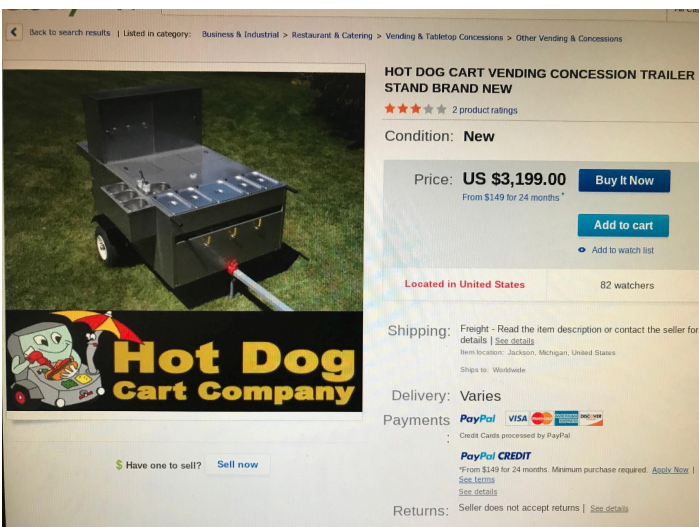 Back to search results | Listed in category: Business & Industrial > Restaurant & Catering > Vending & Tabletop Concessions > Other Vending & Concessions
HOT DOG CART VENDING CONCESSION TRAILER
STAND BRAND NEW
2 product ratings
Condition: New
Price: US $3,199.00
Buy It Now
From $149 for 24 months*
Add to cart
Add to watch list
Located in United States
82 watchers
Shipping: Freight - Read the item description or contact the seller for
details | See details
Item location: Jackson, Michigan, United States
Ships to: Worldwide
Delivery: Varies
Payments
:
PayPal VISA MasterCard DISCOVER
Credit Cards processed by PayPal
PayPal CREDIT
*From $149 for 24 months. Minimum purchase required. Apply Now |
See terms
See details
Returns: Seller does not accept returns | See details
Hot Dog
Cart Company
$ Have one to sell? Sell now